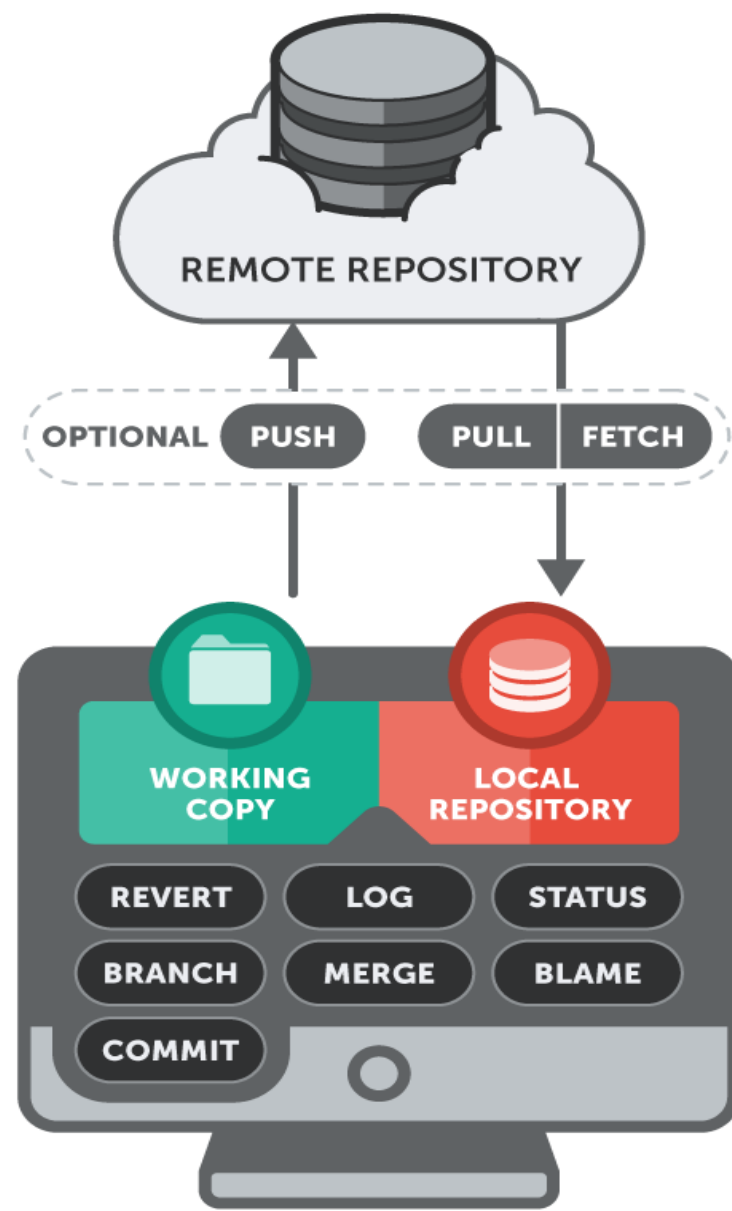 REMOTE REPOSITORY
OPTIONAL PUSH PULL FETCH
WORKING
COPY
LOCAL
REPOSITORY
REVERT LOG STATUS
BRANCH MERGE BLAME
COMMIT